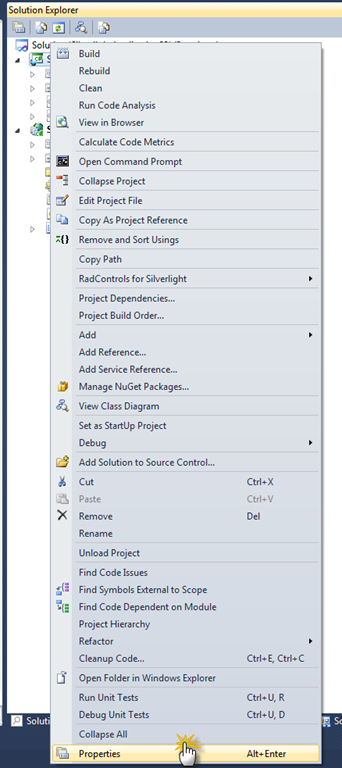 Solution Explorer
Build
Rebuild
Clean
Run Code Analysis
View in Browser
Calculate Code Metrics
Open Command Prompt
Collapse Project
Edit Project File
Copy As Project Reference
Remove and Sort Usings
Copy Path
RadControls for Silverlight
Project Dependencies...
Project Build Order...
Add
Add Reference...
Add Service Reference...
Manage NuGet Packages...
View Class Diagram
Set as StartUp Project
Debug
Add Solution to Source Control...
Cut Ctrl+X
Paste Ctrl+V
Remove Del
Rename
Unload Project
Find Code Issues
Find Symbols External to Scope
Find Code Dependent on Module
Project Hierarchy
Refactor
Cleanup Code... Ctrl+E, Ctrl+C
Open Folder in Windows Explorer
Run Unit Tests Ctrl+U, R
Debug Unit Tests Ctrl+U, D
Collapse All
Properties Alt+Enter